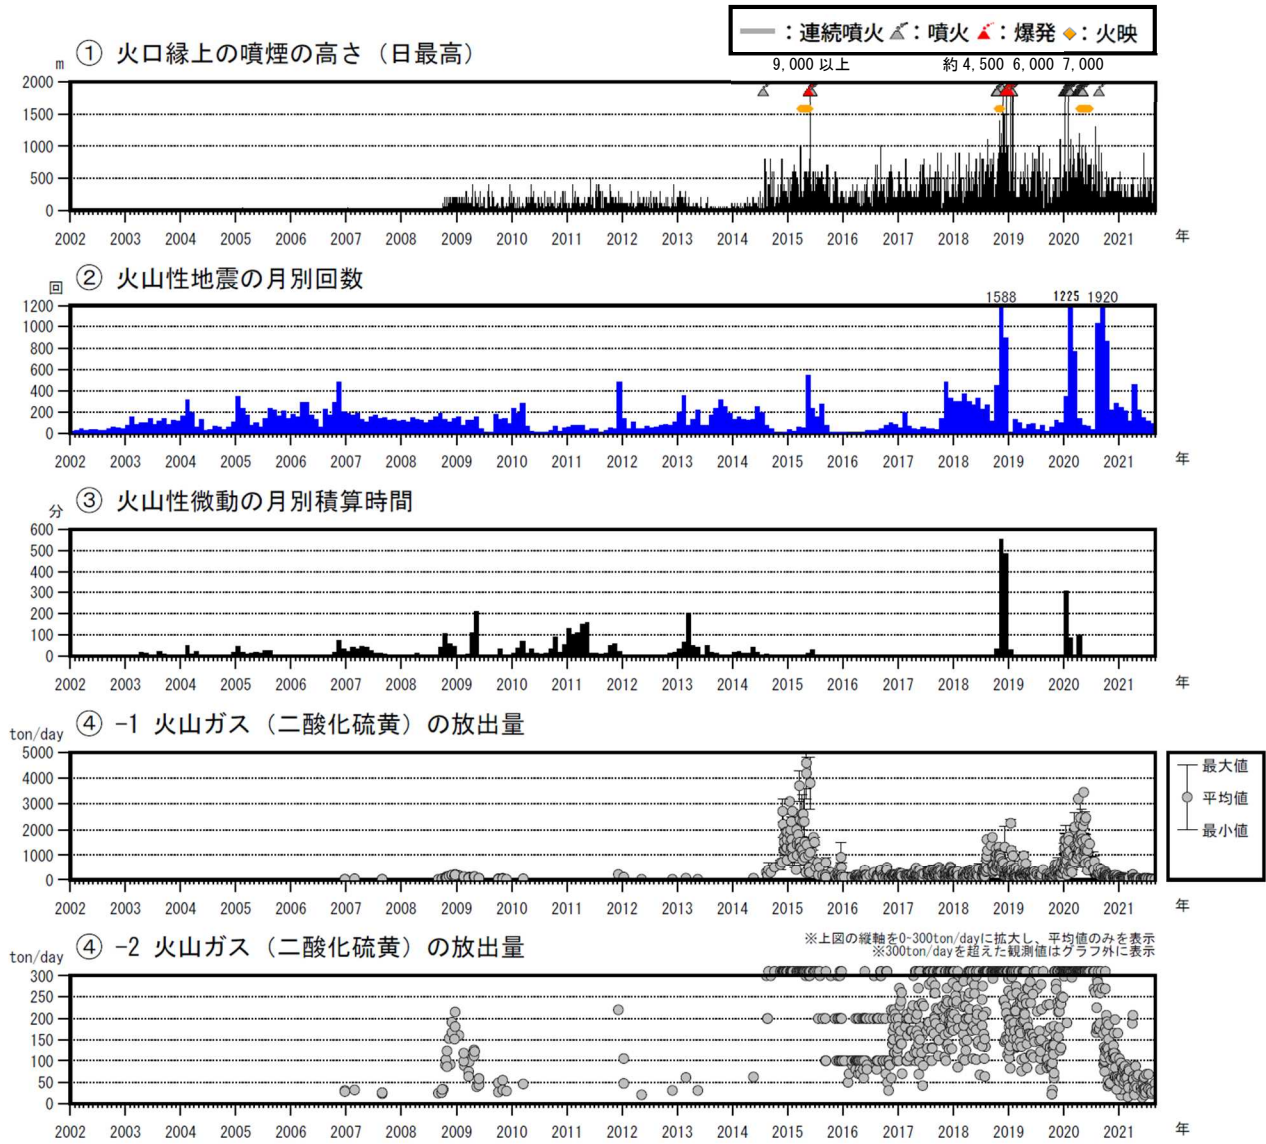 ：連続噴火 ：噴火 ：爆発 ：火映
① 火口縁上の噴煙の高さ（日最高）
9,000 以上 約 4,500 6,000 7,000
m
2000
1500
1000
500
0
2002 2003 2004 2005 2006 2007 2008 2009 2010 2011 2012 2013 2014 2015 2016 2017 2018 2019 2020 2021 年
② 火山性地震の月別回数
回
1588 1225 1920
1200
1000
800
600
400
200
0
2002 2003 2004 2005 2006 2007 2008 2009 2010 2011 2012 2013 2014 2015 2016 2017 2018 2019 2020 2021 年
③ 火山性微動の月別積算時間
分
600
500
400
300
200
100
0
2002 2003 2004 2005 2006 2007 2008 2009 2010 2011 2012 2013 2014 2015 2016 2017 2018 2019 2020 2021 年
④ -1 火山ガス（二酸化硫黄）の放出量
ton/day
5000
4000
3000
2000
1000
0
最大値
平均値
最小値
2002 2003 2004 2005 2006 2007 2008 2009 2010 2011 2012 2013 2014 2015 2016 2017 2018 2019 2020 2021 年
④ -2 火山ガス（二酸化硫黄）の放出量
※上図の縦軸を0-300ton/dayに拡大し、平均値のみを表示
※300ton/dayを超えた観測値はグラフ外に表示
ton/day
300
250
200
150
100
50
0
2002 2003 2004 2005 2006 2007 2008 2009 2010 2011 2012 2013 2014 2015 2016 2017 2018 2019 2020 2021 年